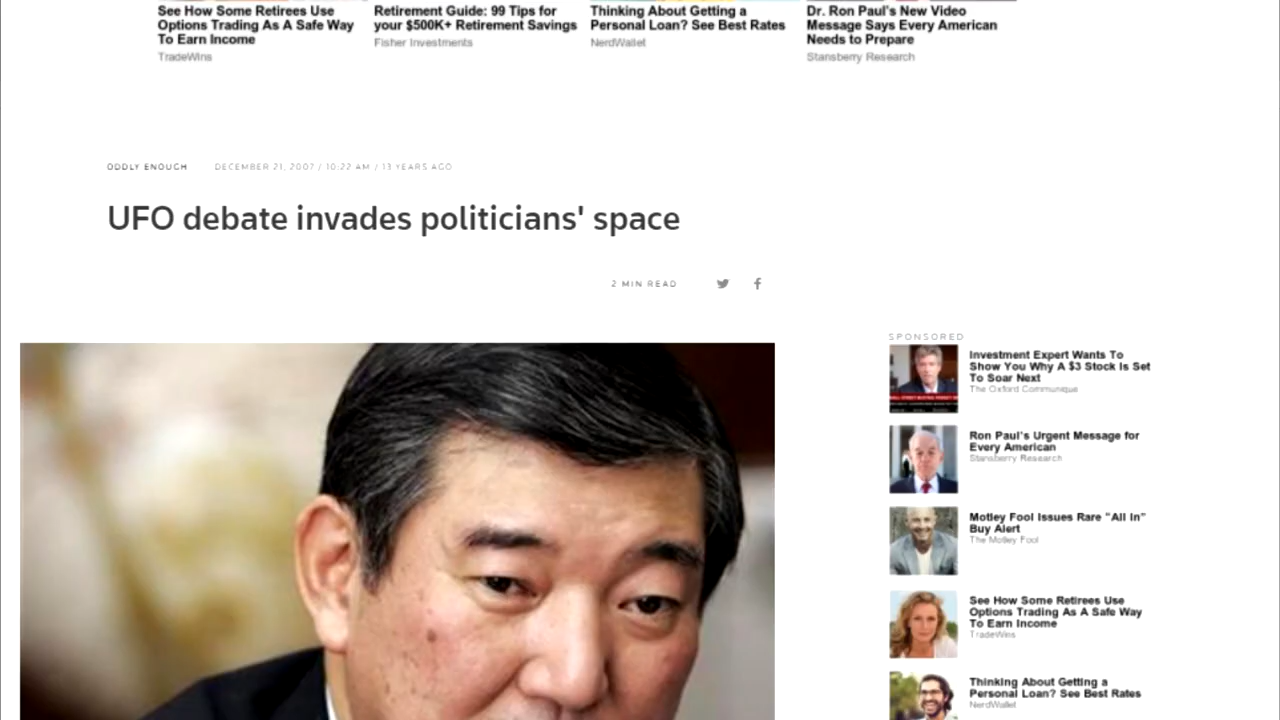 See How Some Retirees Use
Options Trading As A Safe Way
To Earn Income
TradeWins
Retirement Guide: 99 Tips for
your $500K+ Retirement Savings
Fisher Investments
Thinking About Getting a
Personal Loan? See Best Rates
NerdWallet
Dr. Ron Paul's New Video
Message Says Every American
Needs to Prepare
Stansberry Research
ODDLY ENOUGH DECEMBER 21, 2007 / 10:22 AM / 13 YEARS AGO
UFO debate invades politicians' space
2 MIN READ
SPONSORED
Investment Expert Wants To
Show You Why A $3 Stock Is Set
To Soar Next
The Oxford Communique
Ron Paul's Urgent Message for
Every American
Stansberry Research
Motley Fool Issues Rare "All In"
Buy Alert
The Motley Fool
See How Some Retirees Use
Options Trading As A Safe Way
To Earn Income
TradeWins
Thinking About Getting a
Personal Loan? See Best Rates
NerdWallet